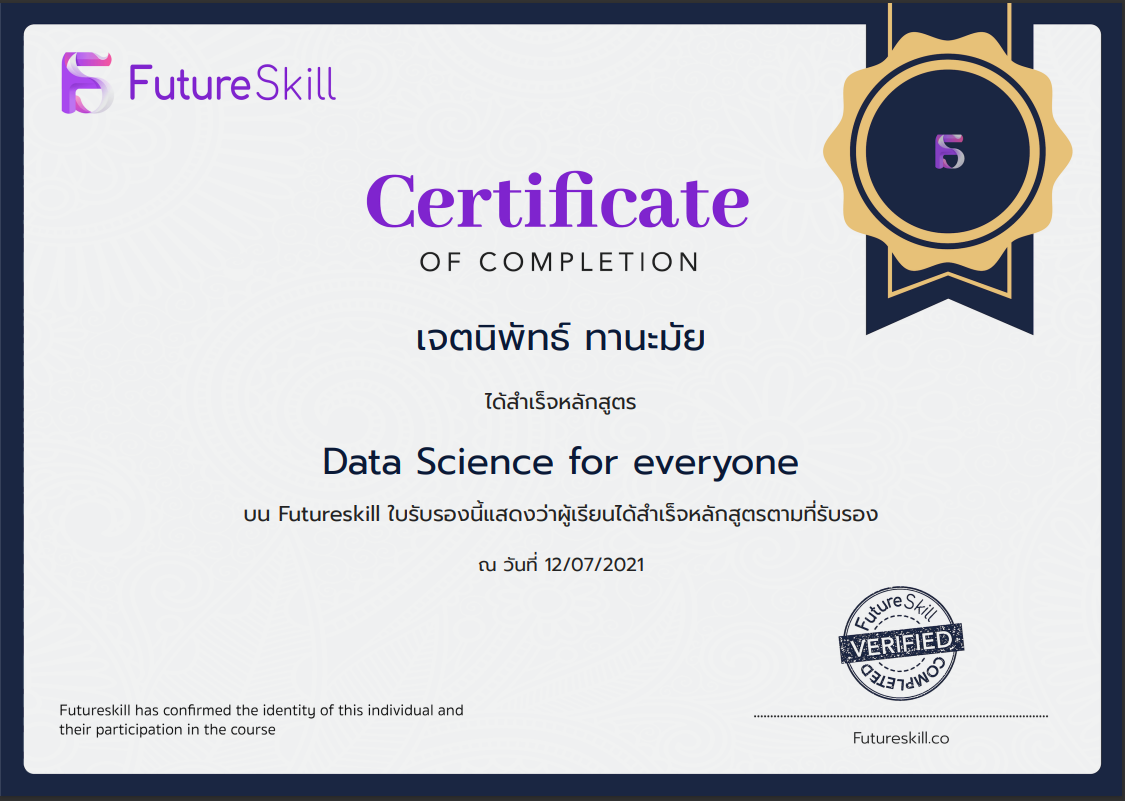 FutureSkill
Certificate
OF COMPLETION
เจตนิพัทธ์ ทานะมัย
ได้สำเร็จหลักสูตร
Data Science for everyone
บน Futureskill ใบรับรองนี้แสดงว่าผู้เรียนได้สำเร็จหลักสูตรตามที่รับรอง
ณ วันที่ 12/07/2021
FutureSkill
VERIFIED
COMPLETED
Futureskill has confirmed the identity of this individual and
their participation in the course
Futureskill.co